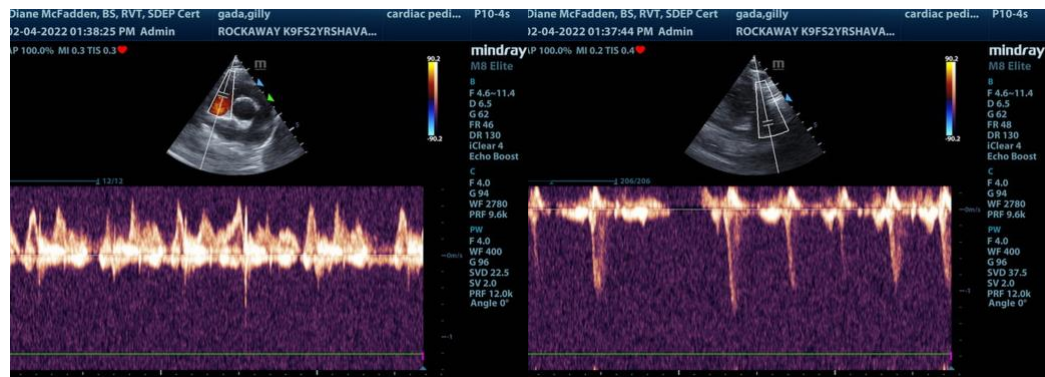 Diane McFadden, BS, RVT, SDEP Cert gada,gilly cardiac pedi... P10-4s
02-04-2022 01:38:25 PM Admin ROCKAWAY K9FS2YRSHAVA...
AP 100.0% MI 0.3 TIS 0.3
mindray
M8 Elite
m
90.2
-90.2
B
F 4.6~11.4
D 6.5
G 62
FR 46
DR 130
iClear 4
Echo Boost
12/12
C
F 4.0
G 94
WF 2780
PRF 9.6k
PW
F 4.0
WF 400
G 96
SVD 22.5
SV 2.0
PRF 12.0k
Angle 0°
0m/s
-1
Diane McFadden, BS, RVT, SDEP Cert gada,gilly cardiac pedi... P10-4s
02-04-2022 01:37:44 PM Admin ROCKAWAY K9FS2YRSHAVA...
AP 100.0% MI 0.2 TIS 0.4
mindray
M8 Elite
m
90.2
-90.2
B
F 4.6~11.4
D 6.5
G 62
FR 48
DR 130
iClear 4
Echo Boost
206/206
C
F 4.0
G 94
WF 2780
PRF 9.6k
PW
F 4.0
WF 400
G 96
SVD 37.5
SV 2.0
PRF 12.0k
Angle 0°
0m/s
-1